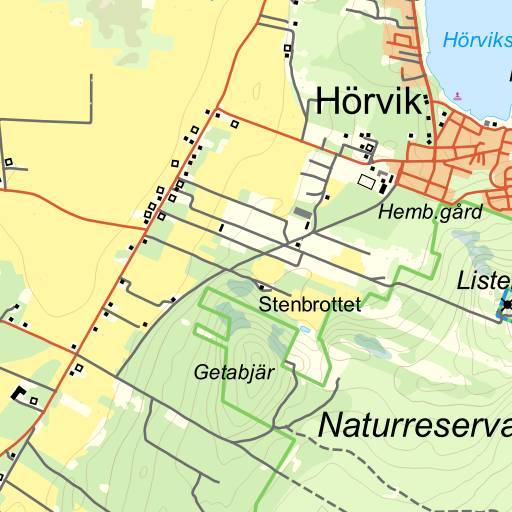 Hörviks
Hörvik
Hemb.gård
Liste
Stenbrottet
Getabjär
Naturreserva